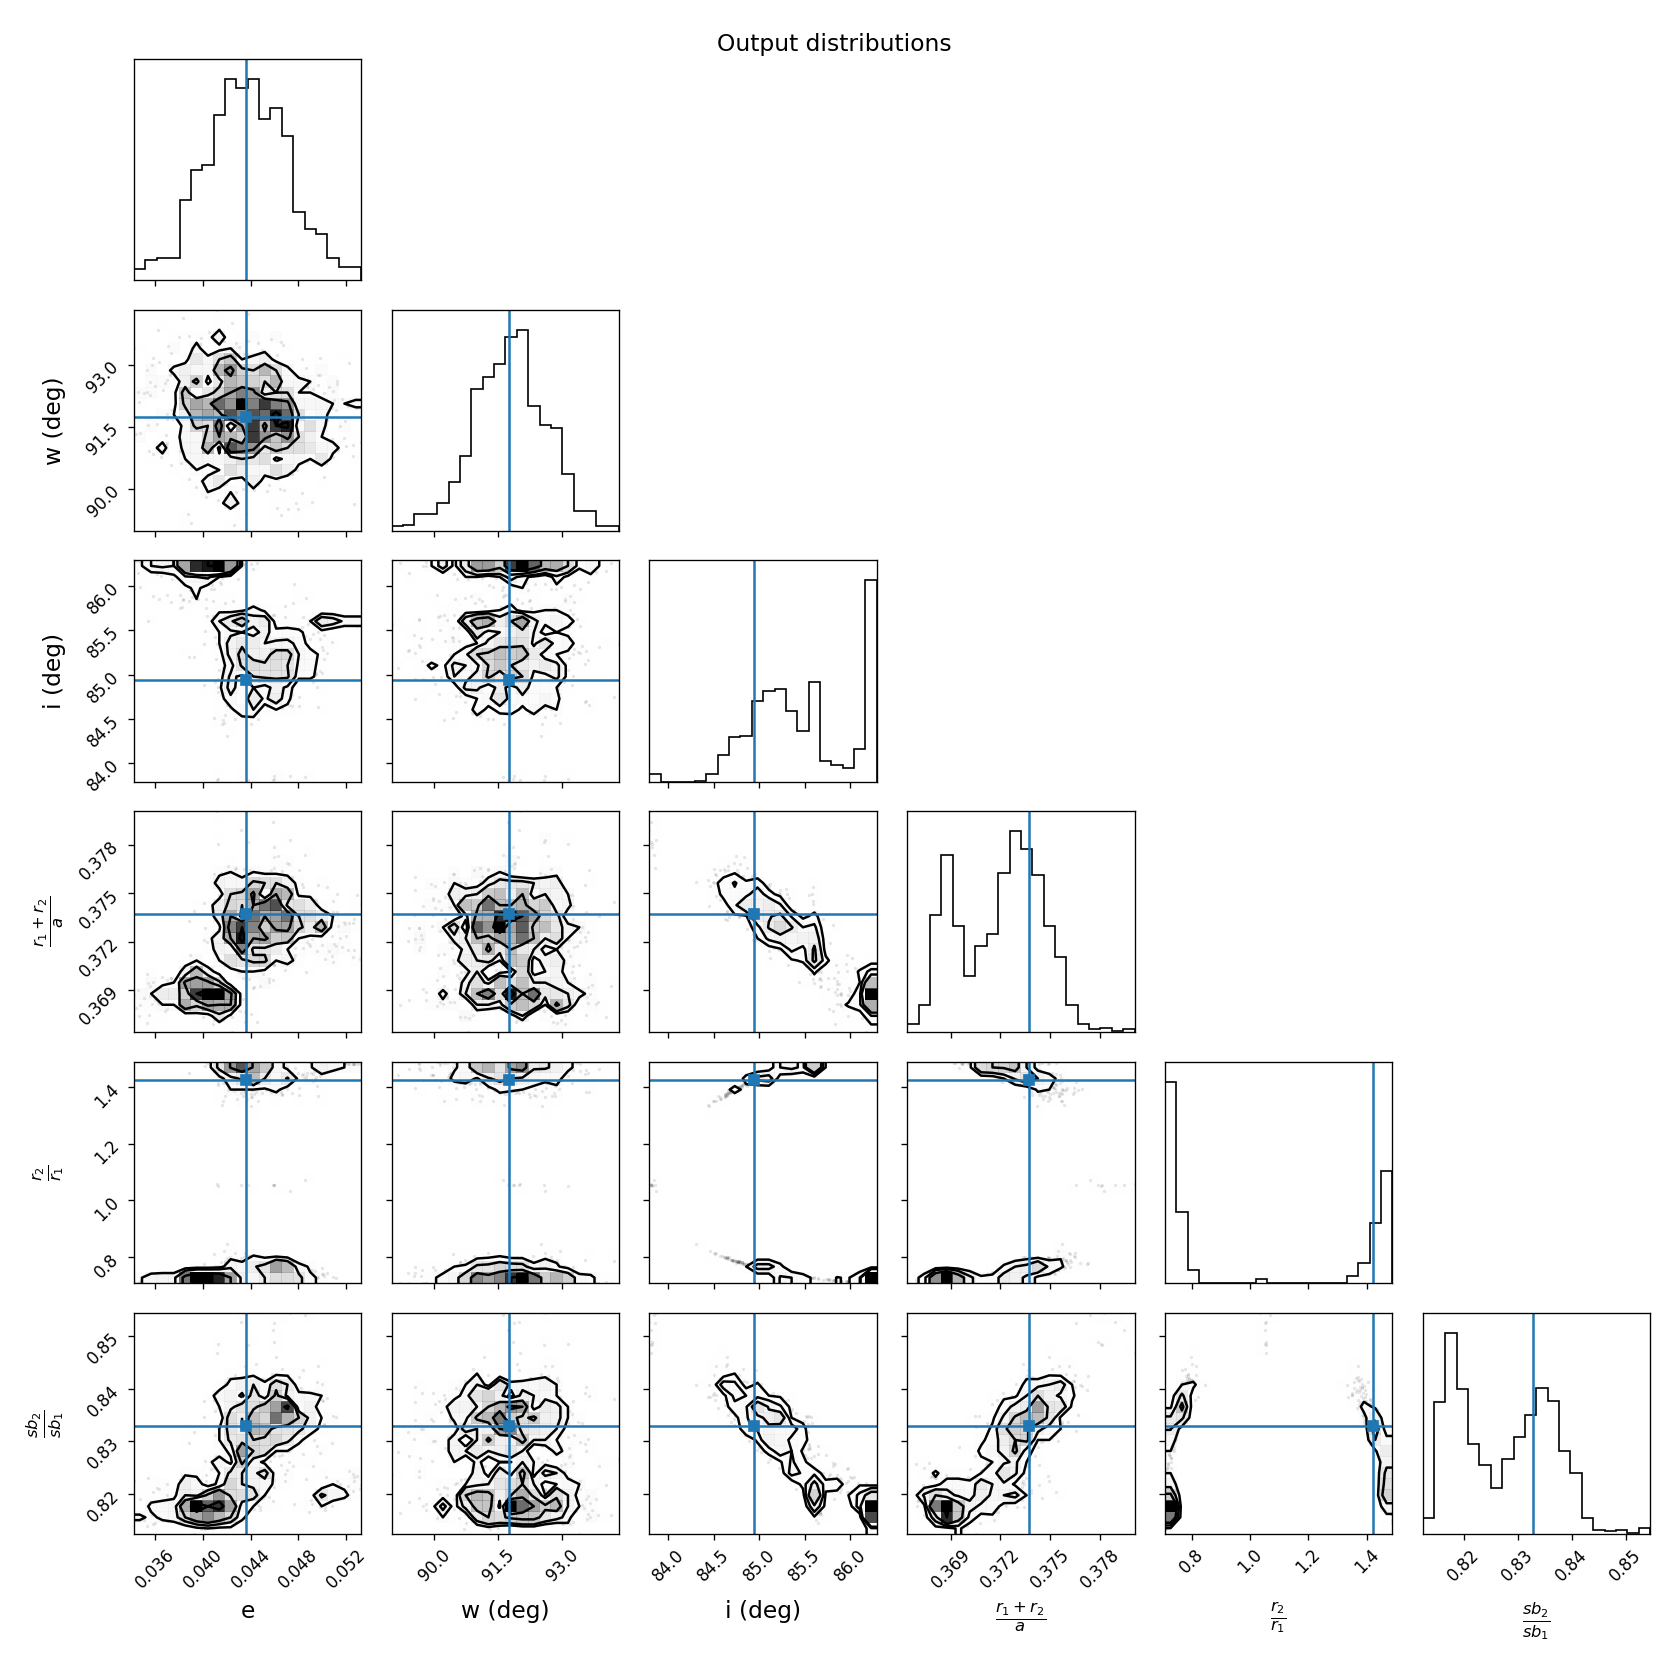 Output distributions
93.0
91.5
90.0
w (deg)
86.0
85.5
85.0
84.5
84.0
i (deg)
0.378
0.375
0.372
0.369
r₁ + r₂
a
1.4
1.2
1.0
0.8
r₂
r₁
0.85
0.84
0.83
0.82
sb₂
sb₁
0.036 0.040 0.044 0.048 0.052
90.0 91.5 93.0
84.0 84.5 85.0 85.5 86.0
0.369 0.372 0.375 0.378
0.8 1.0 1.2 1.4
0.82 0.83 0.84 0.85
e
w (deg)
i (deg)
r₁ + r₂
a
r₂
r₁
sb₂
sb₁